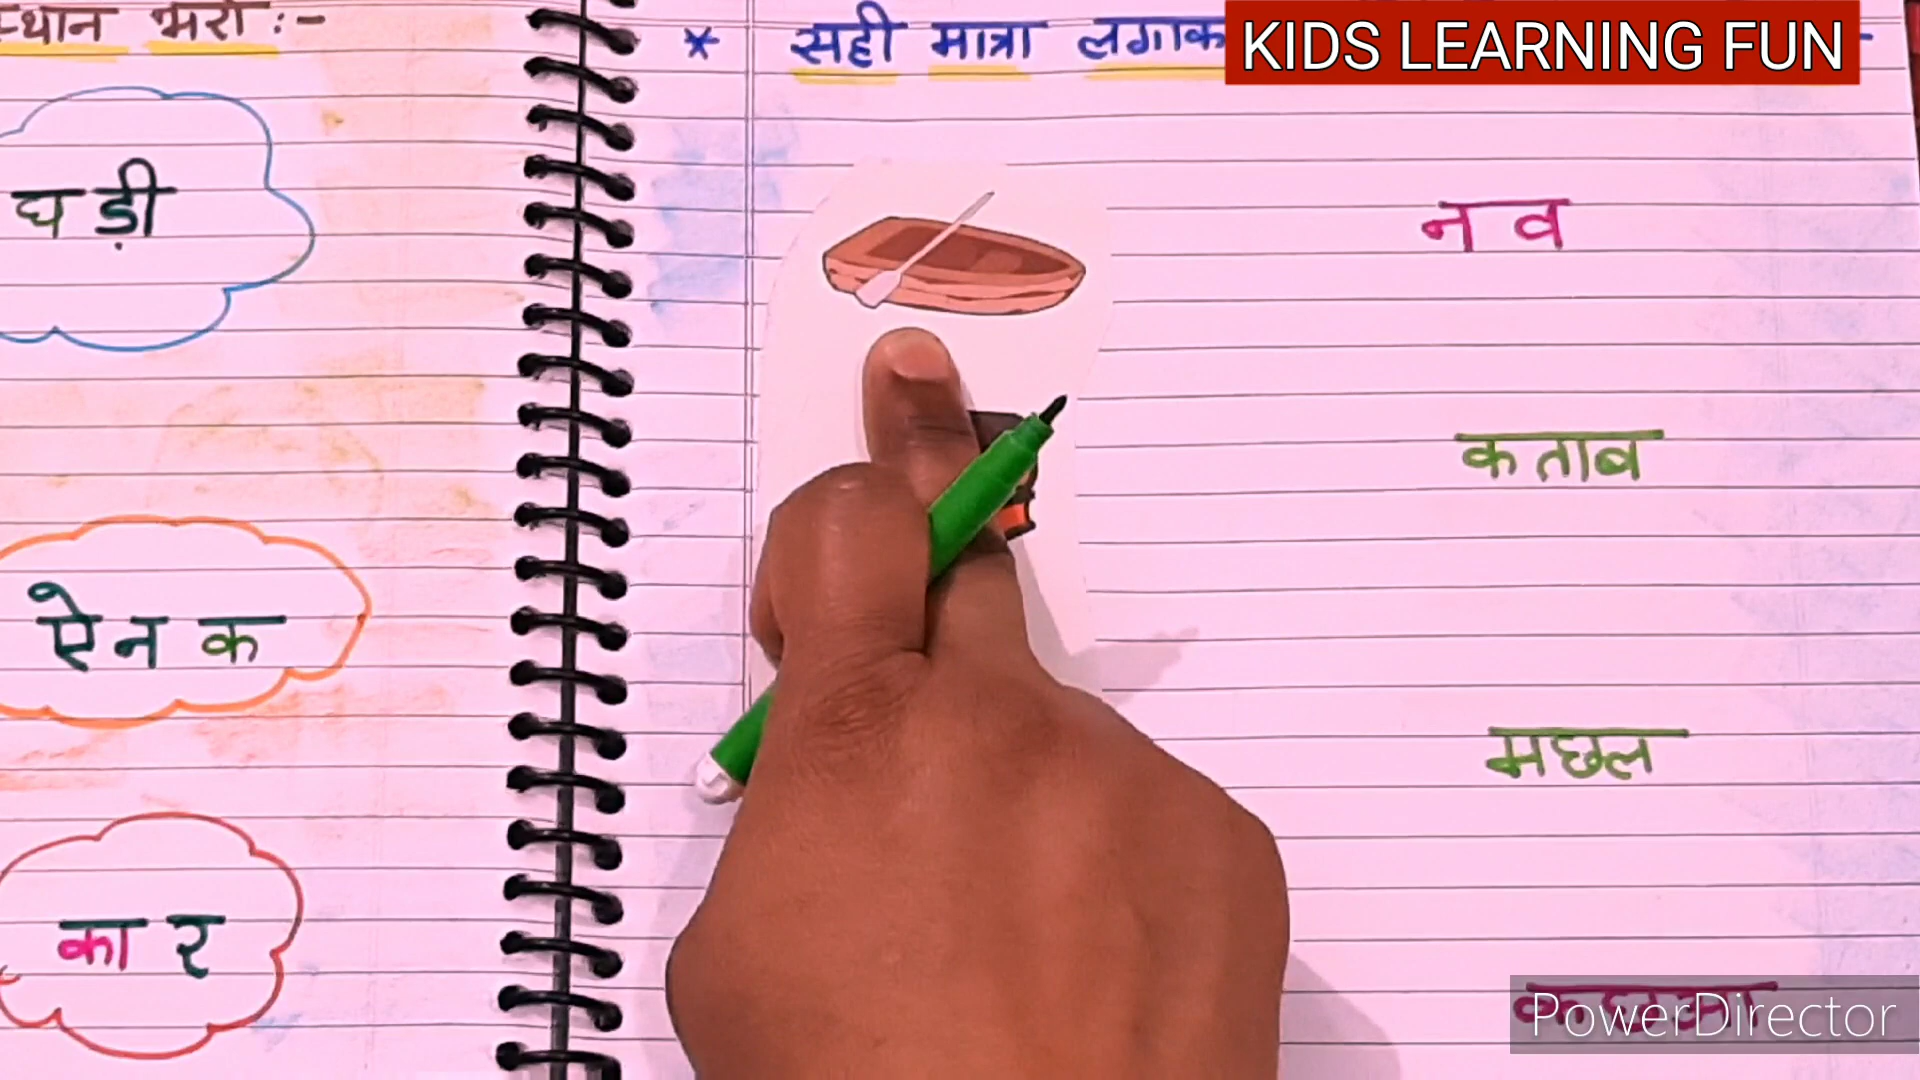 स्थान भरो :-
घड़ी
ऐनक
कार
* सही मात्रा लगाक
KIDS LEARNING FUN
नव
कताब
मछल
PowerDirector